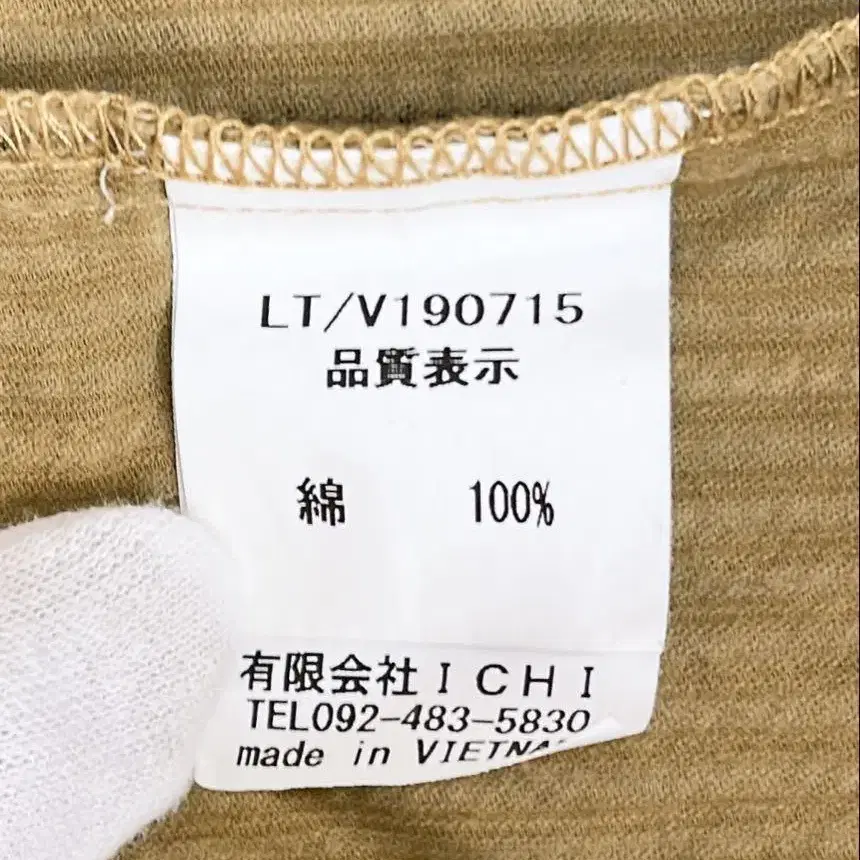 LT/V190715
品質表示
綿 100%
有限会社ICHI
TEL092-483-5830
made in